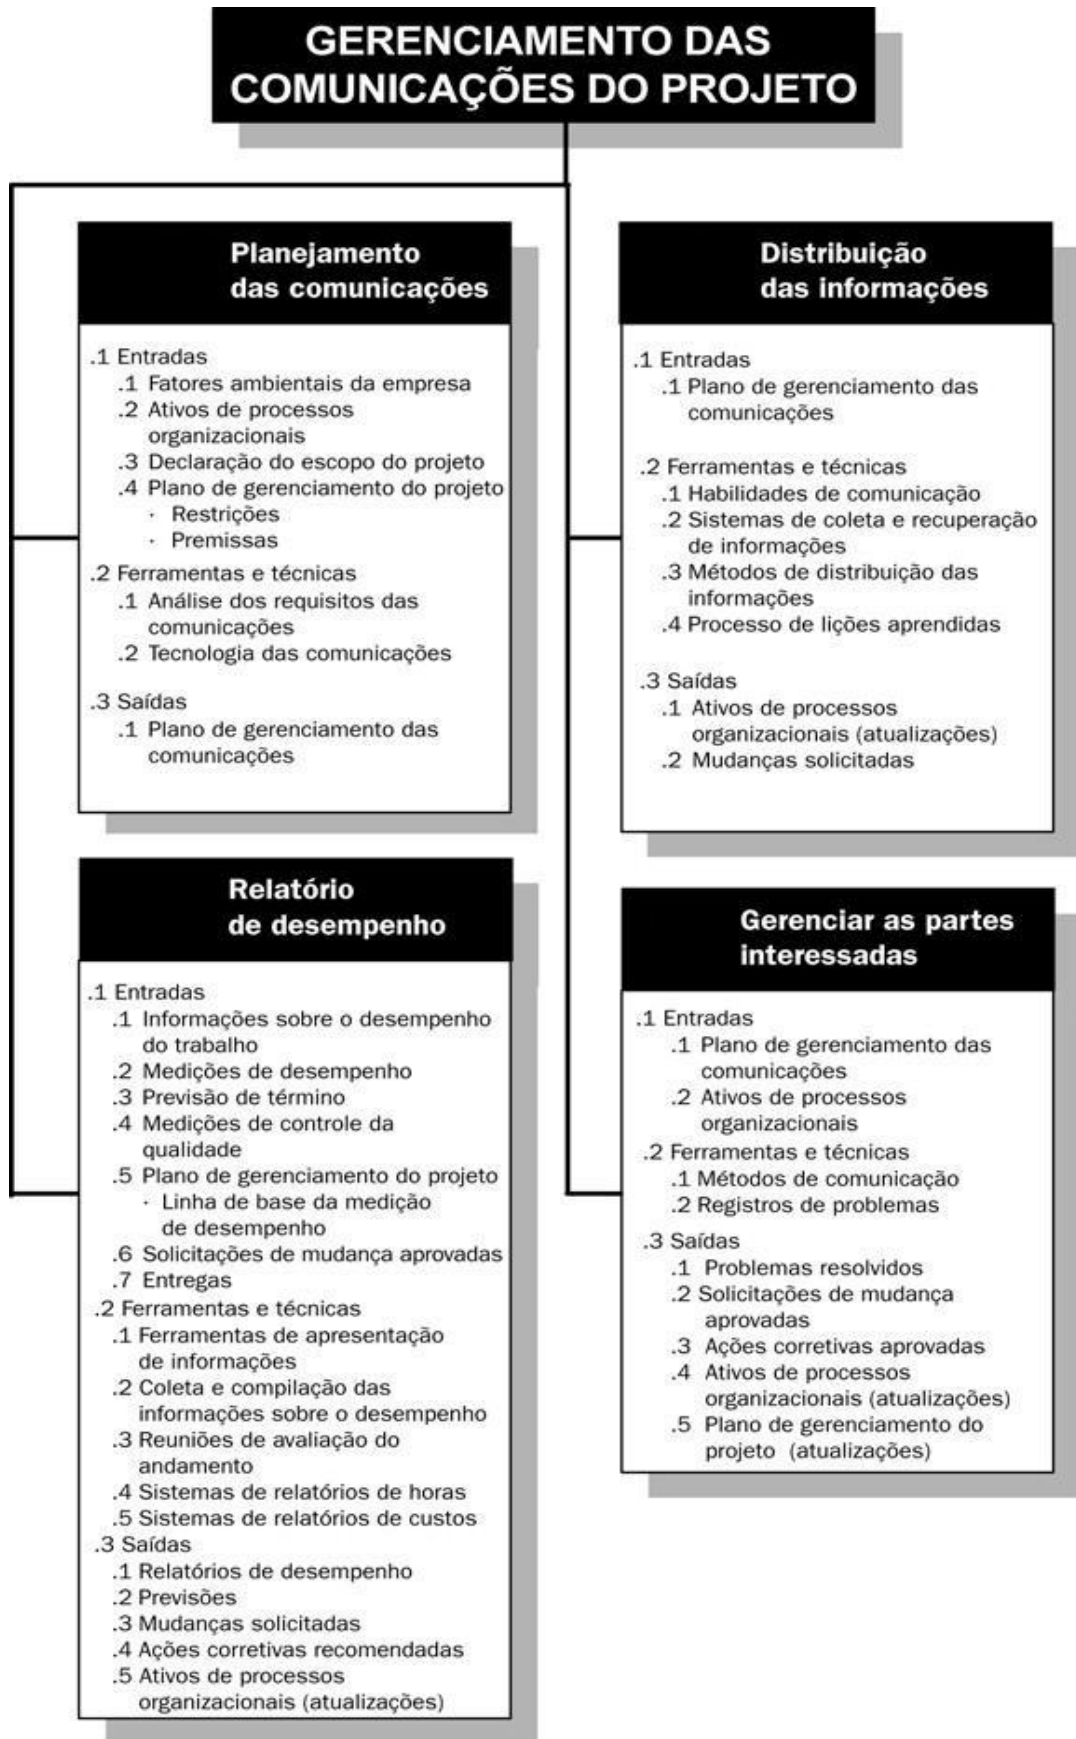 GERENCIAMENTO DAS
COMUNICAÇÕES DO PROJETO
Planejamento
das comunicações
.1 Entradas
.1 Fatores ambientais da empresa
.2 Ativos de processos
organizacionais
.3 Declaração do escopo do projeto
.4 Plano de gerenciamento do projeto
· Restrições
· Premissas
.2 Ferramentas e técnicas
.1 Análise dos requisitos das
comunicações
.2 Tecnologia das comunicações
.3 Saídas
.1 Plano de gerenciamento das
comunicações
Distribuição
das informações
.1 Entradas
.1 Plano de gerenciamento das
comunicações
.2 Ferramentas e técnicas
.1 Habilidades de comunicação
.2 Sistemas de coleta e recuperação
de informações
.3 Métodos de distribuição das
informações
.4 Processo de lições aprendidas
.3 Saídas
.1 Ativos de processos
organizacionais (atualizações)
.2 Mudanças solicitadas
Relatório
de desempenho
.1 Entradas
.1 Informações sobre o desempenho
do trabalho
.2 Medições de desempenho
.3 Previsão de término
.4 Medições de controle da
qualidade
.5 Plano de gerenciamento do projeto
· Linha de base da medição
de desempenho
.6 Solicitações de mudança aprovadas
.7 Entregas
.2 Ferramentas e técnicas
.1 Ferramentas de apresentação
de informações
.2 Coleta e compilação das
informações sobre o desempenho
.3 Reuniões de avaliação do
andamento
.4 Sistemas de relatórios de horas
.5 Sistemas de relatórios de custos
.3 Saídas
.1 Relatórios de desempenho
.2 Previsões
.3 Mudanças solicitadas
.4 Ações corretivas recomendadas
.5 Ativos de processos
organizacionais (atualizações)
Gerenciar as partes
interessadas
.1 Entradas
.1 Plano de gerenciamento das
comunicações
.2 Ativos de processos
organizacionais
.2 Ferramentas e técnicas
.1 Métodos de comunicação
.2 Registros de problemas
.3 Saídas
.1 Problemas resolvidos
.2 Solicitações de mudança
aprovadas
.3 Ações corretivas aprovadas
.4 Ativos de processos
organizacionais (atualizações)
.5 Plano de gerenciamento do
projeto (atualizações)